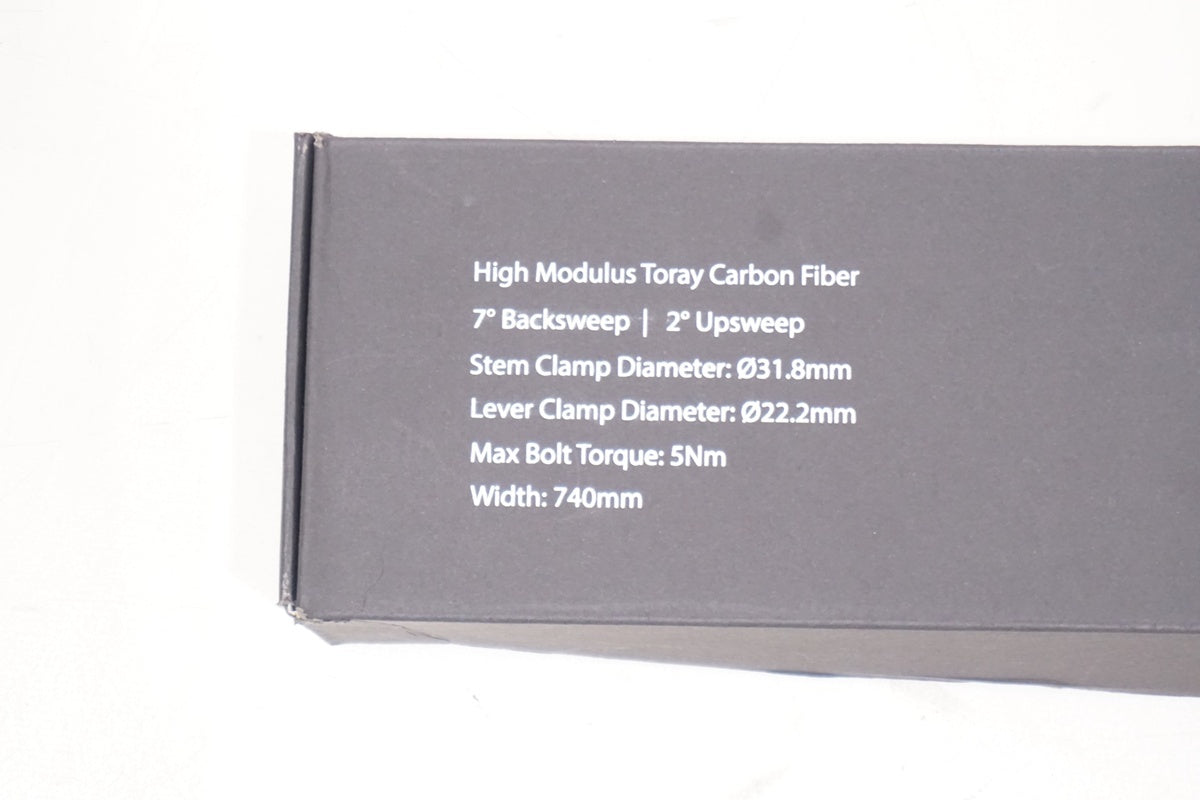 High Modulus Toray Carbon Fiber
7° Backsweep | 2° Upsweep
Stem Clamp Diameter: Ø31.8mm
Lever Clamp Diameter: Ø22.2mm
Max Bolt Torque: 5Nm
Width: 740mm